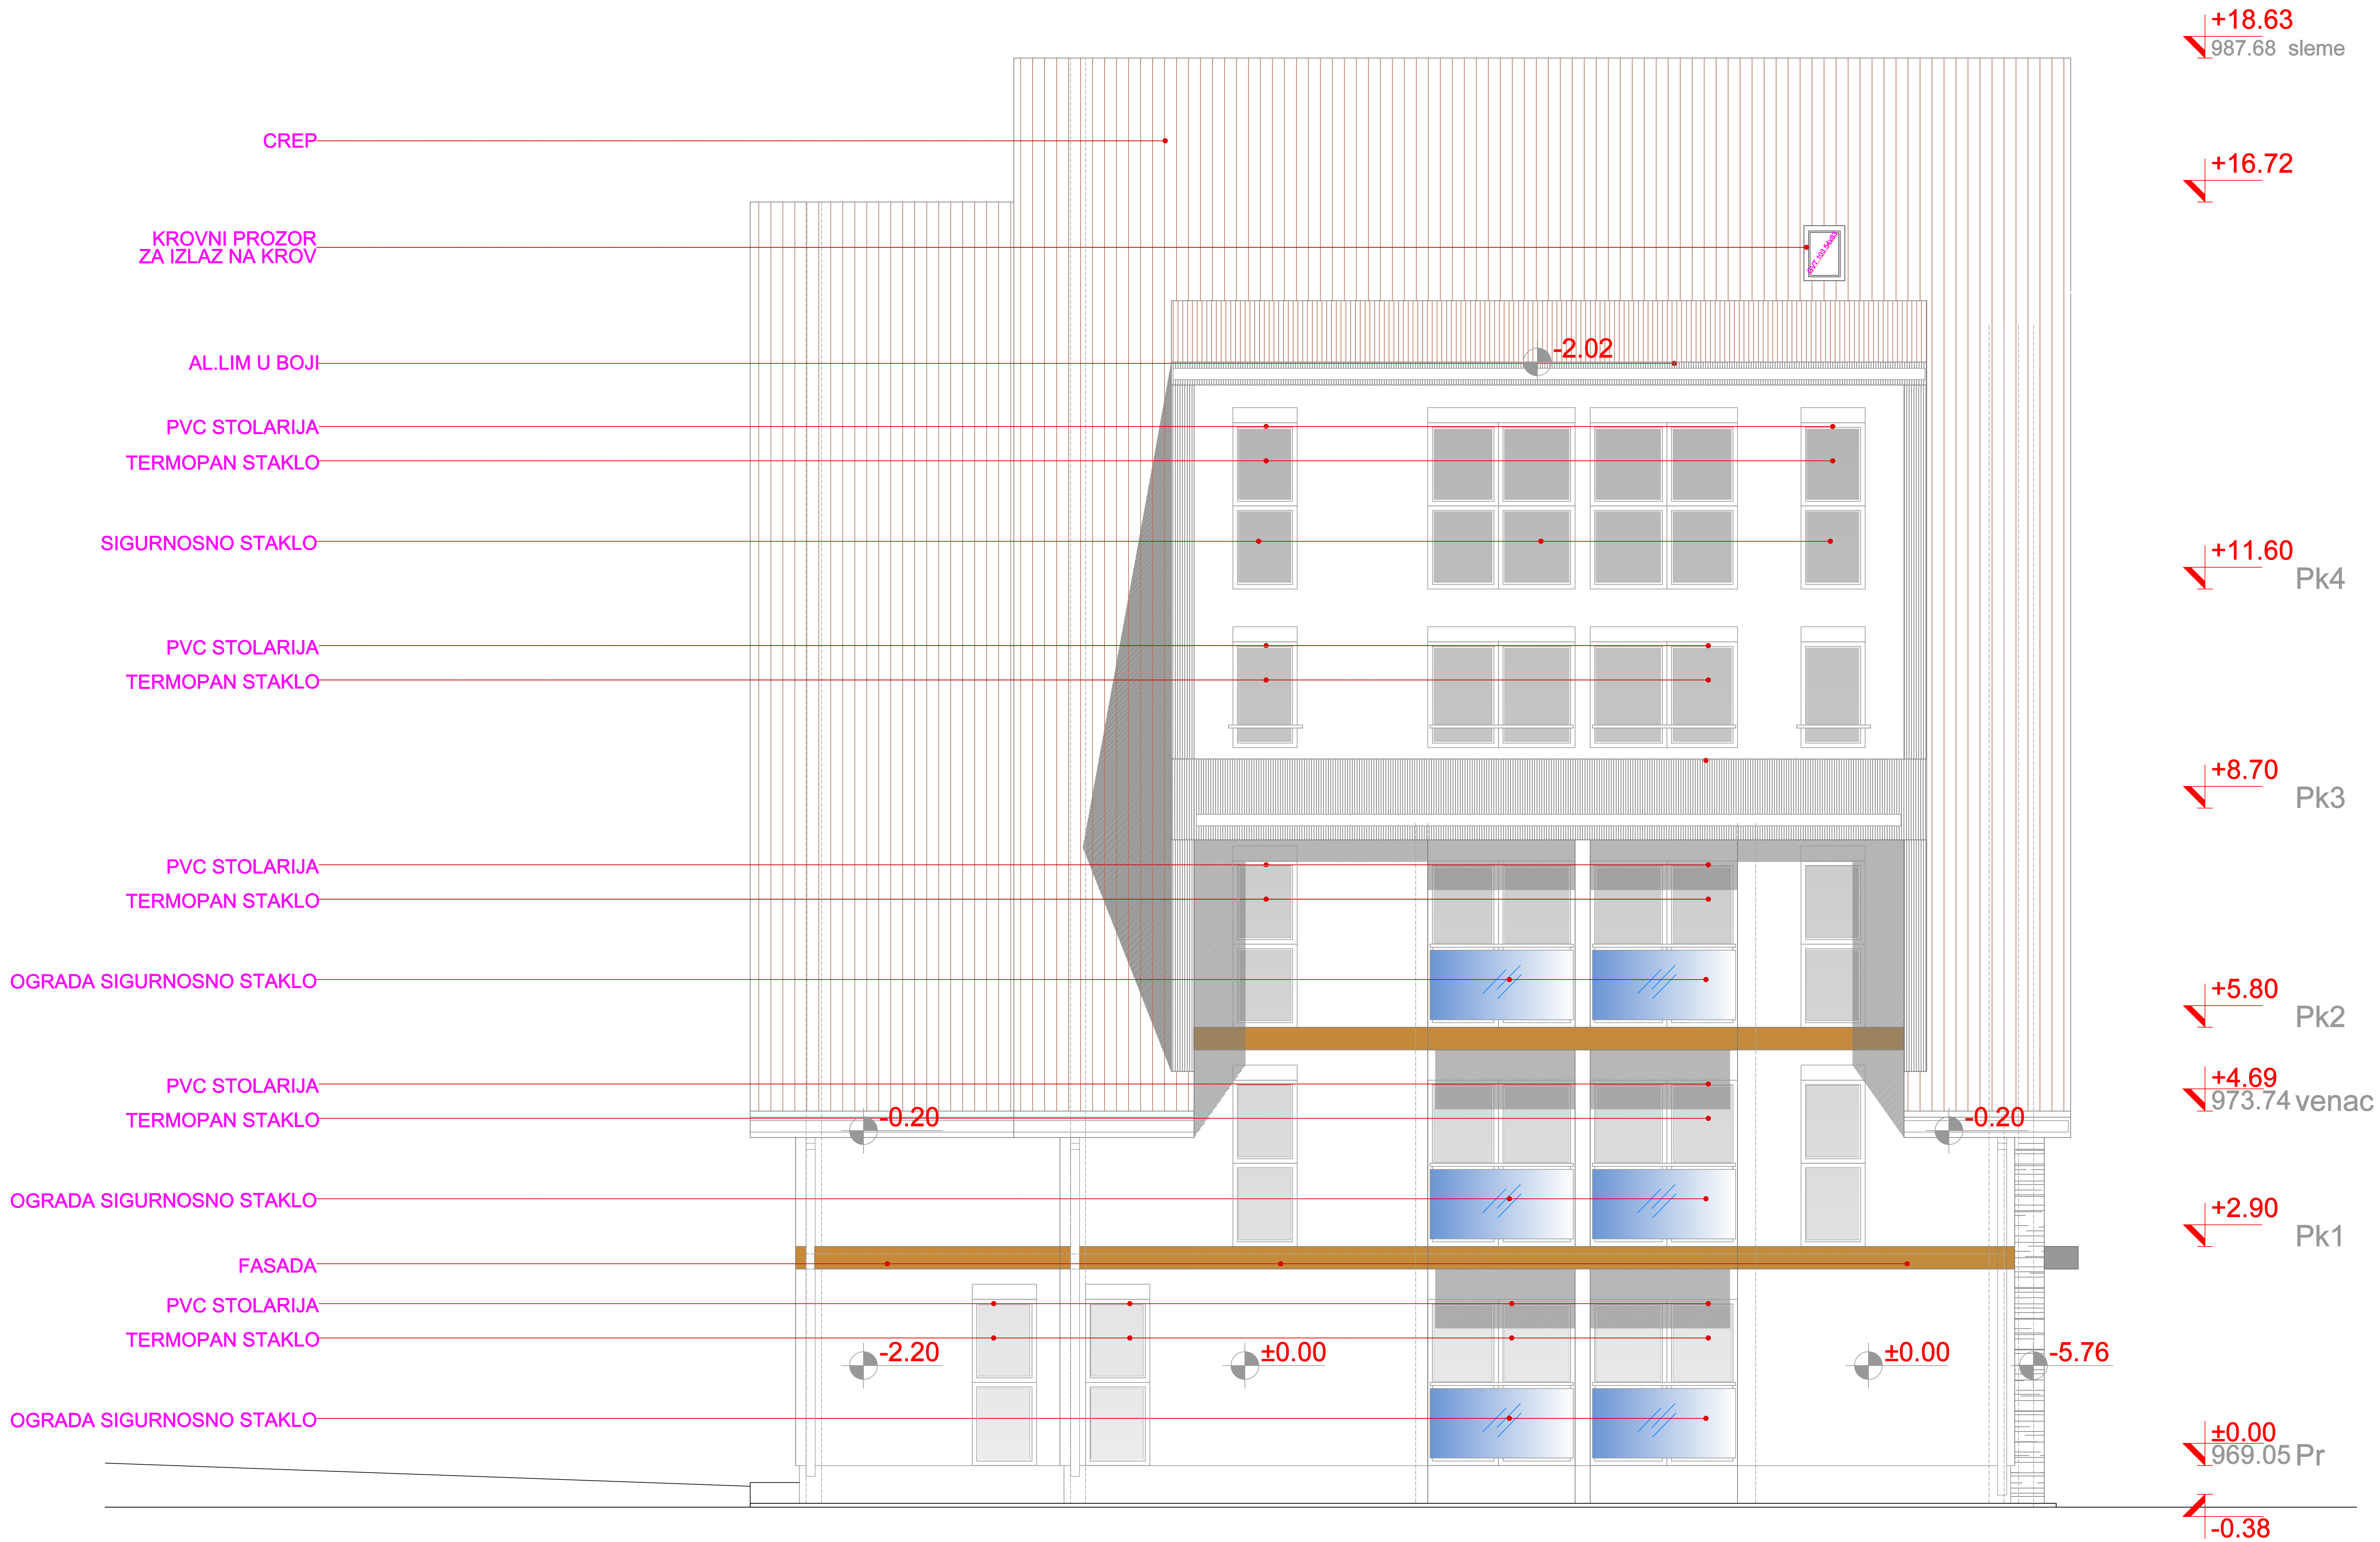 +18.63
987.68 sleme
CREP
+16.72
KROVNI PROZOR
ZA IZLAZ NA KROV
GVT 103 54x83
AL.LIM U BOJI
-2.02
PVC STOLARIJA
TERMOPAN STAKLO
SIGURNOSNO STAKLO
+11.60
Pk4
PVC STOLARIJA
TERMOPAN STAKLO
+8.70
Pk3
PVC STOLARIJA
TERMOPAN STAKLO
OGRADA SIGURNOSNO STAKLO
+5.80
Pk2
PVC STOLARIJA
+4.69
973.74 venac
TERMOPAN STAKLO
-0.20
-0.20
OGRADA SIGURNOSNO STAKLO
+2.90
Pk1
FASADA
PVC STOLARIJA
TERMOPAN STAKLO
-2.20
±0.00
±0.00
-5.76
OGRADA SIGURNOSNO STAKLO
±0.00
969.05 Pr
-0.38